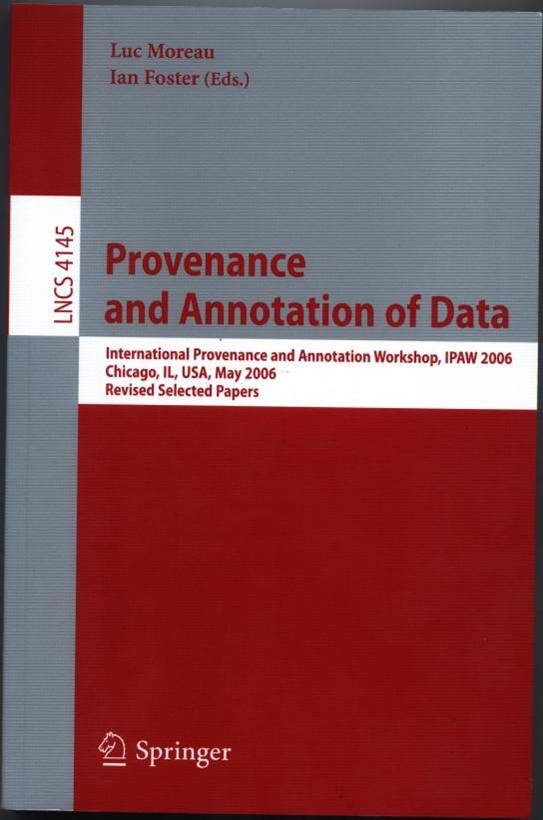 Luc Moreau
Ian Foster (Eds.)
LNCS 4145
Provenance
and Annotation of Data
International Provenance and Annotation Workshop, IPAW 2006
Chicago, IL, USA, May 2006
Revised Selected Papers
Springer